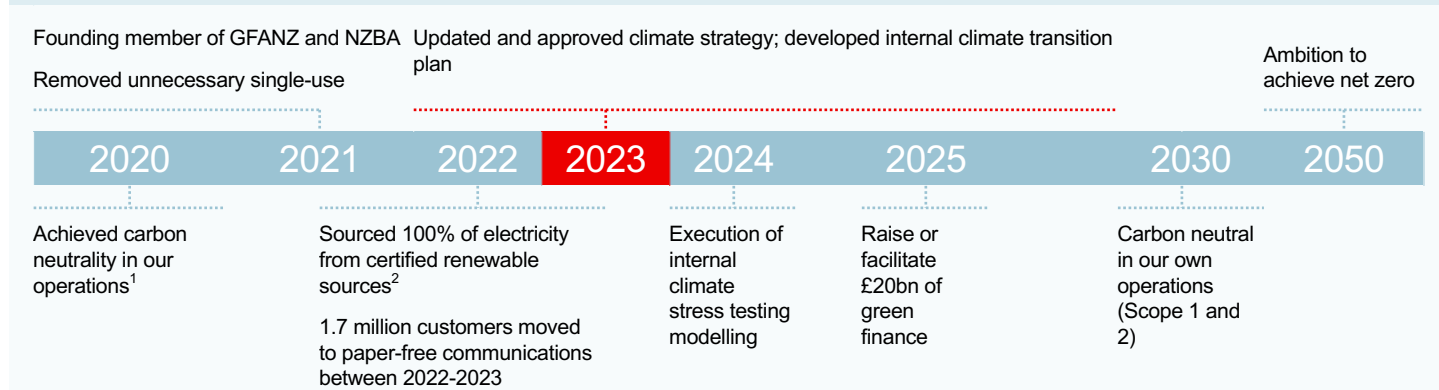 Founding member of GFANZ and NZBA
Removed unnecessary single-use
Updated and approved climate strategy; developed internal climate transition
plan
Ambition to
achieve net zero
2020 2021 2022 2023 2024 2025 2030 2050
Achieved carbon
neutrality in our
operations1
Sourced 100% of electricity
from certified renewable
sources2
1.7 million customers moved
to paper-free communications
between 2022-2023
Execution of
internal
climate
stress testing
modelling
Raise or
facilitate
£20bn of
green
finance
Carbon neutral
in our own
operations
(Scope 1 and
2)